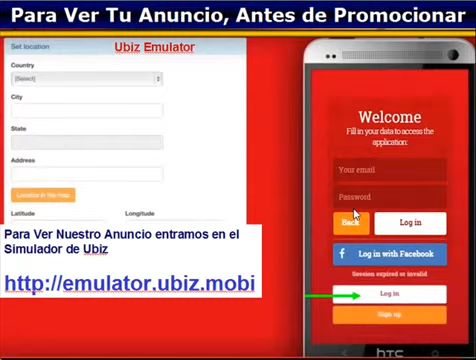 Para Ver Tu Anuncio, Antes de Promocionar
Set location
Ubiz Emulator
Country
[Select]
City
State
Address
Location in the map
Latitude
Longitude
Para Ver Nuestro Anuncio entramos en el
Simulador de Ubiz
http://emulator.ubiz.mobi
Welcome
Fill in your data to access the
application:
Your email
Password
Back
Log in
f Log in with Facebook
Session expired or invalid
Log in
Sign up
htc